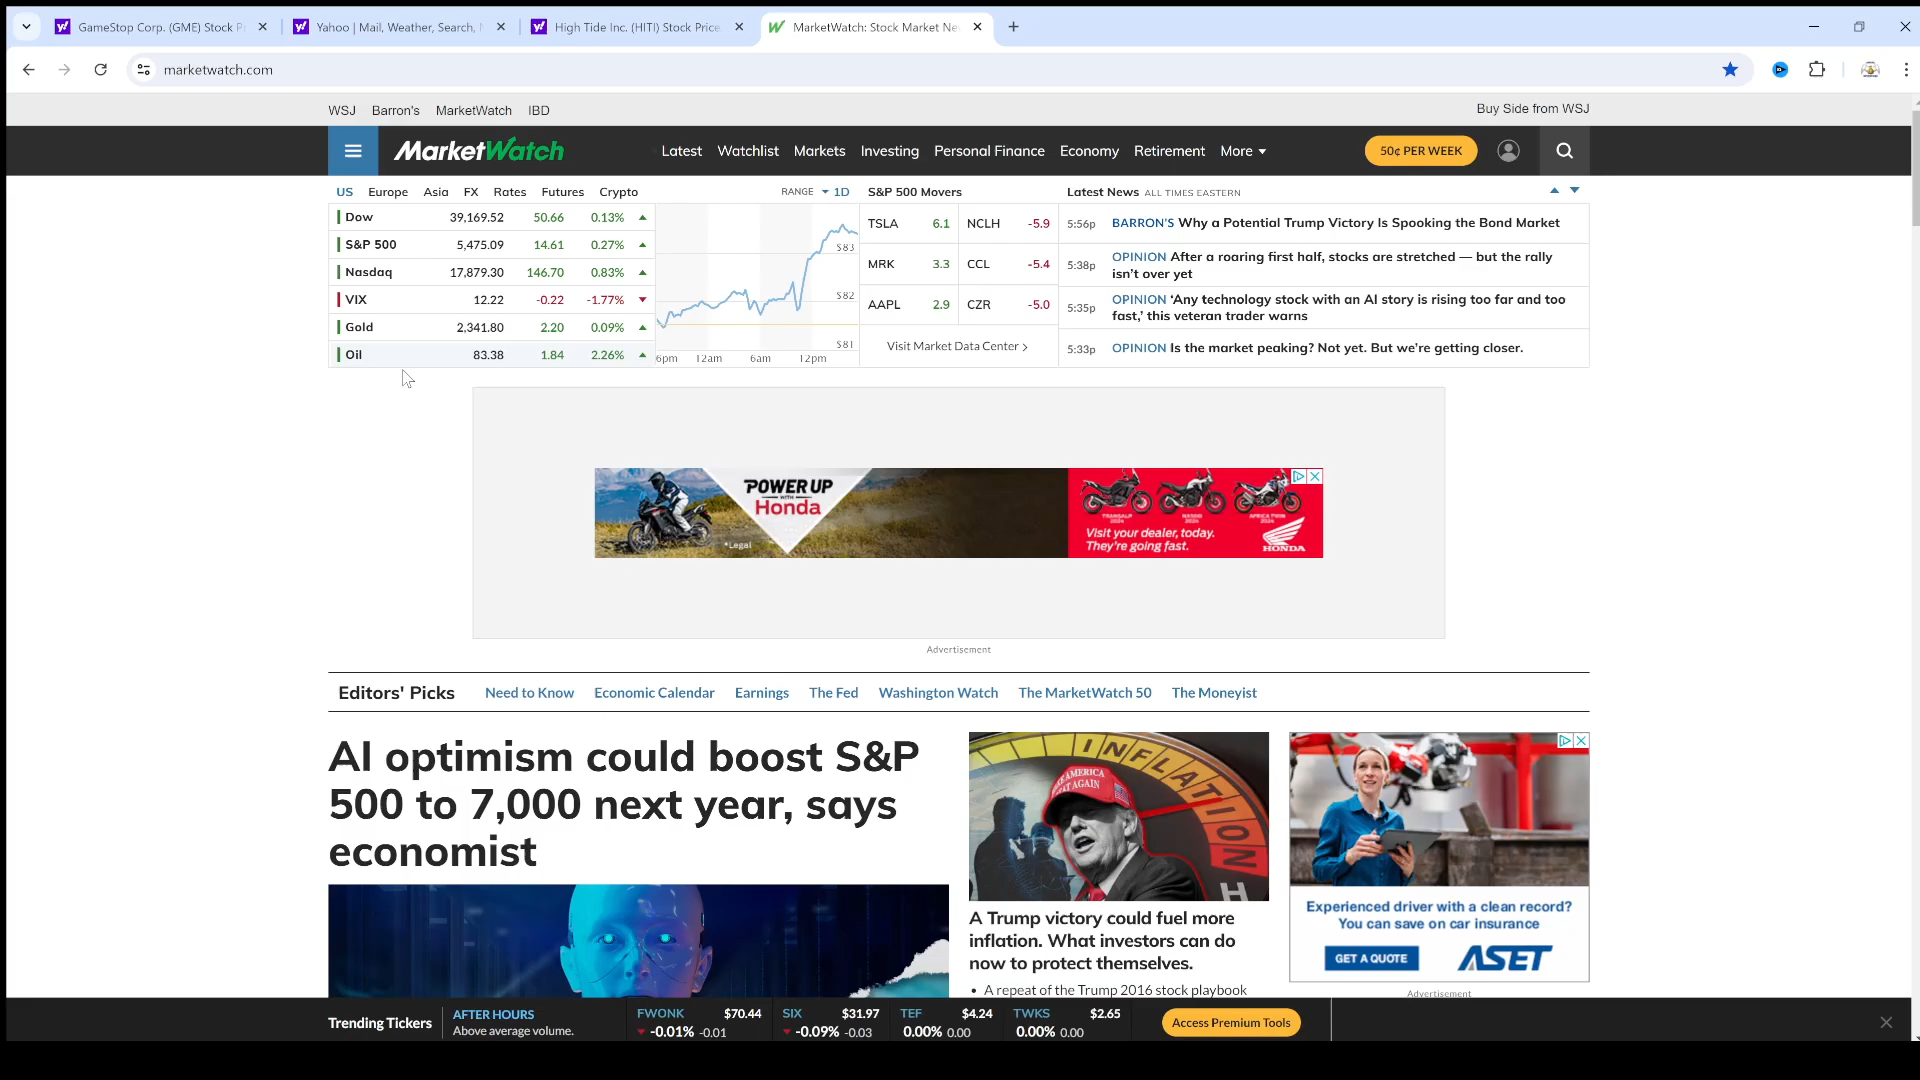 GameStop Corp. (GME) Stock P
Yahoo | Mail, Weather, Search,
High Tide Inc. (HITI) Stock Price
MarketWatch: Stock Market Ne
marketwatch.com
WSJ Barron's MarketWatch IBD
Buy Side from WSJ
MarketWatch
Latest Watchlist Markets Investing Personal Finance Economy Retirement More
50¢ PER WEEK
US Europe Asia FX Rates Futures Crypto
RANGE 1D
Dow 39,169.52 50.66 0.13%
S&P 500 5,475.09 14.61 0.27%
Nasdaq 17,879.30 146.70 0.83%
VIX 12.22 -0.22 -1.77%
Gold 2,341.80 2.20 0.09%
Oil 83.38 1.84 2.26%
$83
$82
$81
6pm 12am 6am 12pm
S&P 500 Movers
TSLA 6.1 NCLH -5.9
MRK 3.3 CCL -5.4
AAPL 2.9 CZR -5.0
Visit Market Data Center >
Latest News ALL TIMES EASTERN
5:56p BARRON'S Why a Potential Trump Victory Is Spooking the Bond Market
5:38p OPINION After a roaring first half, stocks are stretched — but the rally
isn’t over yet
5:35p OPINION ‘Any technology stock with an AI story is rising too far and too
fast,’ this veteran trader warns
5:33p OPINION Is the market peaking? Not yet. But we’re getting closer.
POWER UP
WITH
Honda
*Legal
TRANSALP
2024
NX500
2024
AFRICA TWIN
2024
Visit your dealer, today.
They're going fast.
HONDA
Advertisement
Editors' Picks Need to Know Economic Calendar Earnings The Fed Washington Watch The MarketWatch 50 The Moneyist
AI optimism could boost S&P
500 to 7,000 next year, says
economist
INFLATION
MAKE AMERICA
GREAT AGAIN
H
A Trump victory could fuel more
inflation. What investors can do
now to protect themselves.
• A repeat of the Trump 2016 stock playbook
Experienced driver with a clean record?
You can save on car insurance
GET A QUOTE
ASET
Advertisement
Trending Tickers
AFTER HOURS
Above average volume.
FWONK $70.44
-0.01% -0.01
SIX $31.97
-0.09% -0.03
TEF $4.24
0.00% 0.00
TWKS $2.65
0.00% 0.00
Access Premium Tools